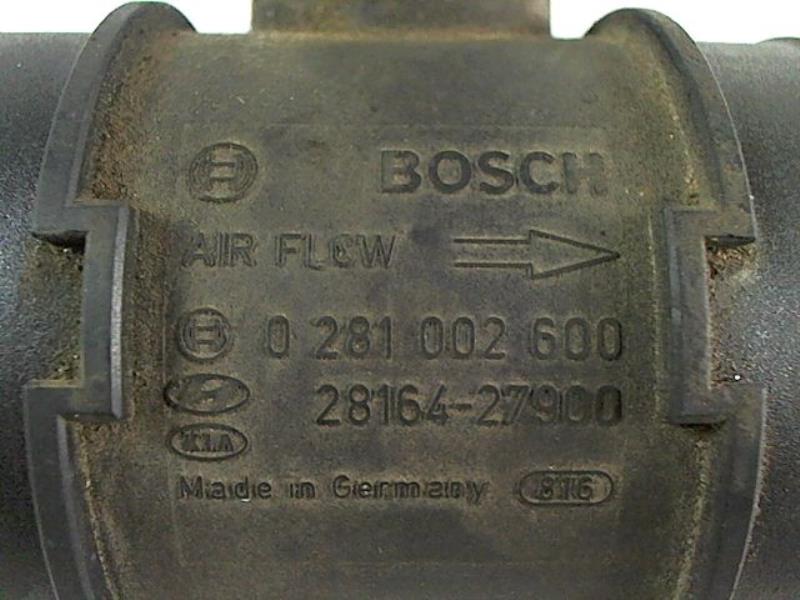 BOSCH
AIR FLOW
0 281 002 600
28164-27900
KIA
Made in Germany 816